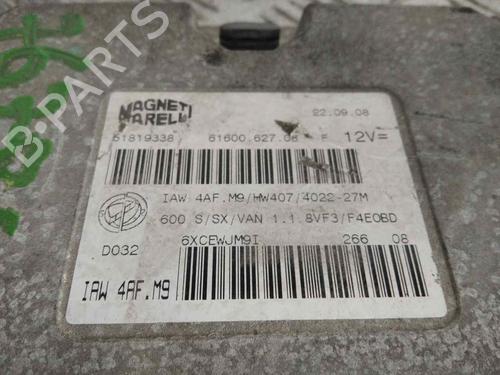 B-PARTS
MAGNETI
MARELLI
22.09.08
51819338 61600.627.08 F 12V=
IAW 4AF.M9/HW407/4022-27M
600 S/SX/VAN 1.1.8VF3/F4EOBD
D032 6XCEWJM9I 266 08
IAW 4AF.M9